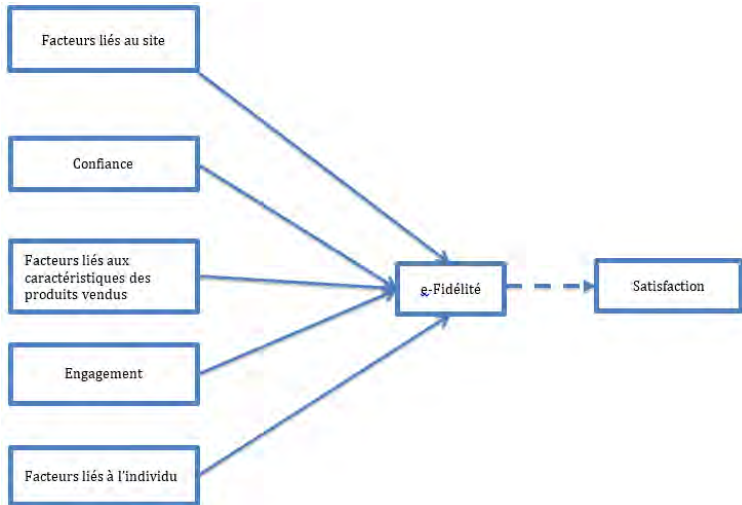 Facteurs liés au site
Confiance
Facteurs liés aux
caractéristiques des
produits vendus
e-Fidélité
Satisfaction
Engagement
Facteurs liés à l'individu